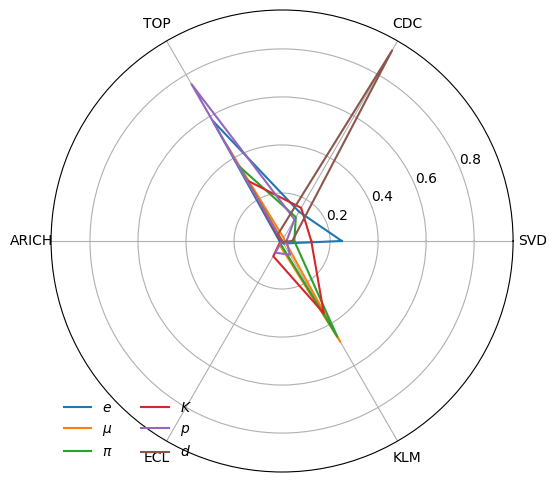 TOP CDC
0.8
0.6
0.4
0.2
ARICH SVD
e K
μ p
π d
ECL KLM